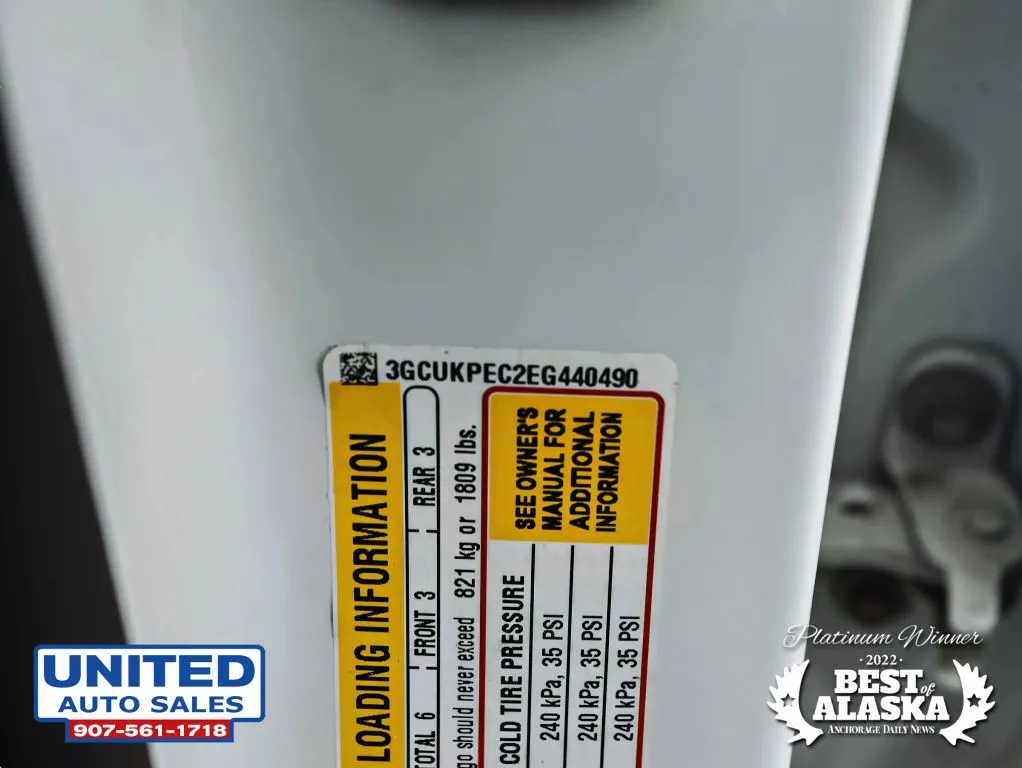 3GCUKPEC2EG440490
LOADING INFORMATION
TOTAL 6 FRONT 3 REAR 3
go should never exceed 821 kg or 1809 lbs.
SEE OWNER'S
MANUAL FOR
ADDITIONAL
INFORMATION
COLD TIRE PRESSURE
240 kPa, 35 PSI
240 kPa, 35 PSI
240 kPa, 35 PSI
UNITED
AUTO SALES
907-561-1718
Platinum Winner
·2022·
BEST of
ALASKA
ANCHORAGE DAILY NEWS